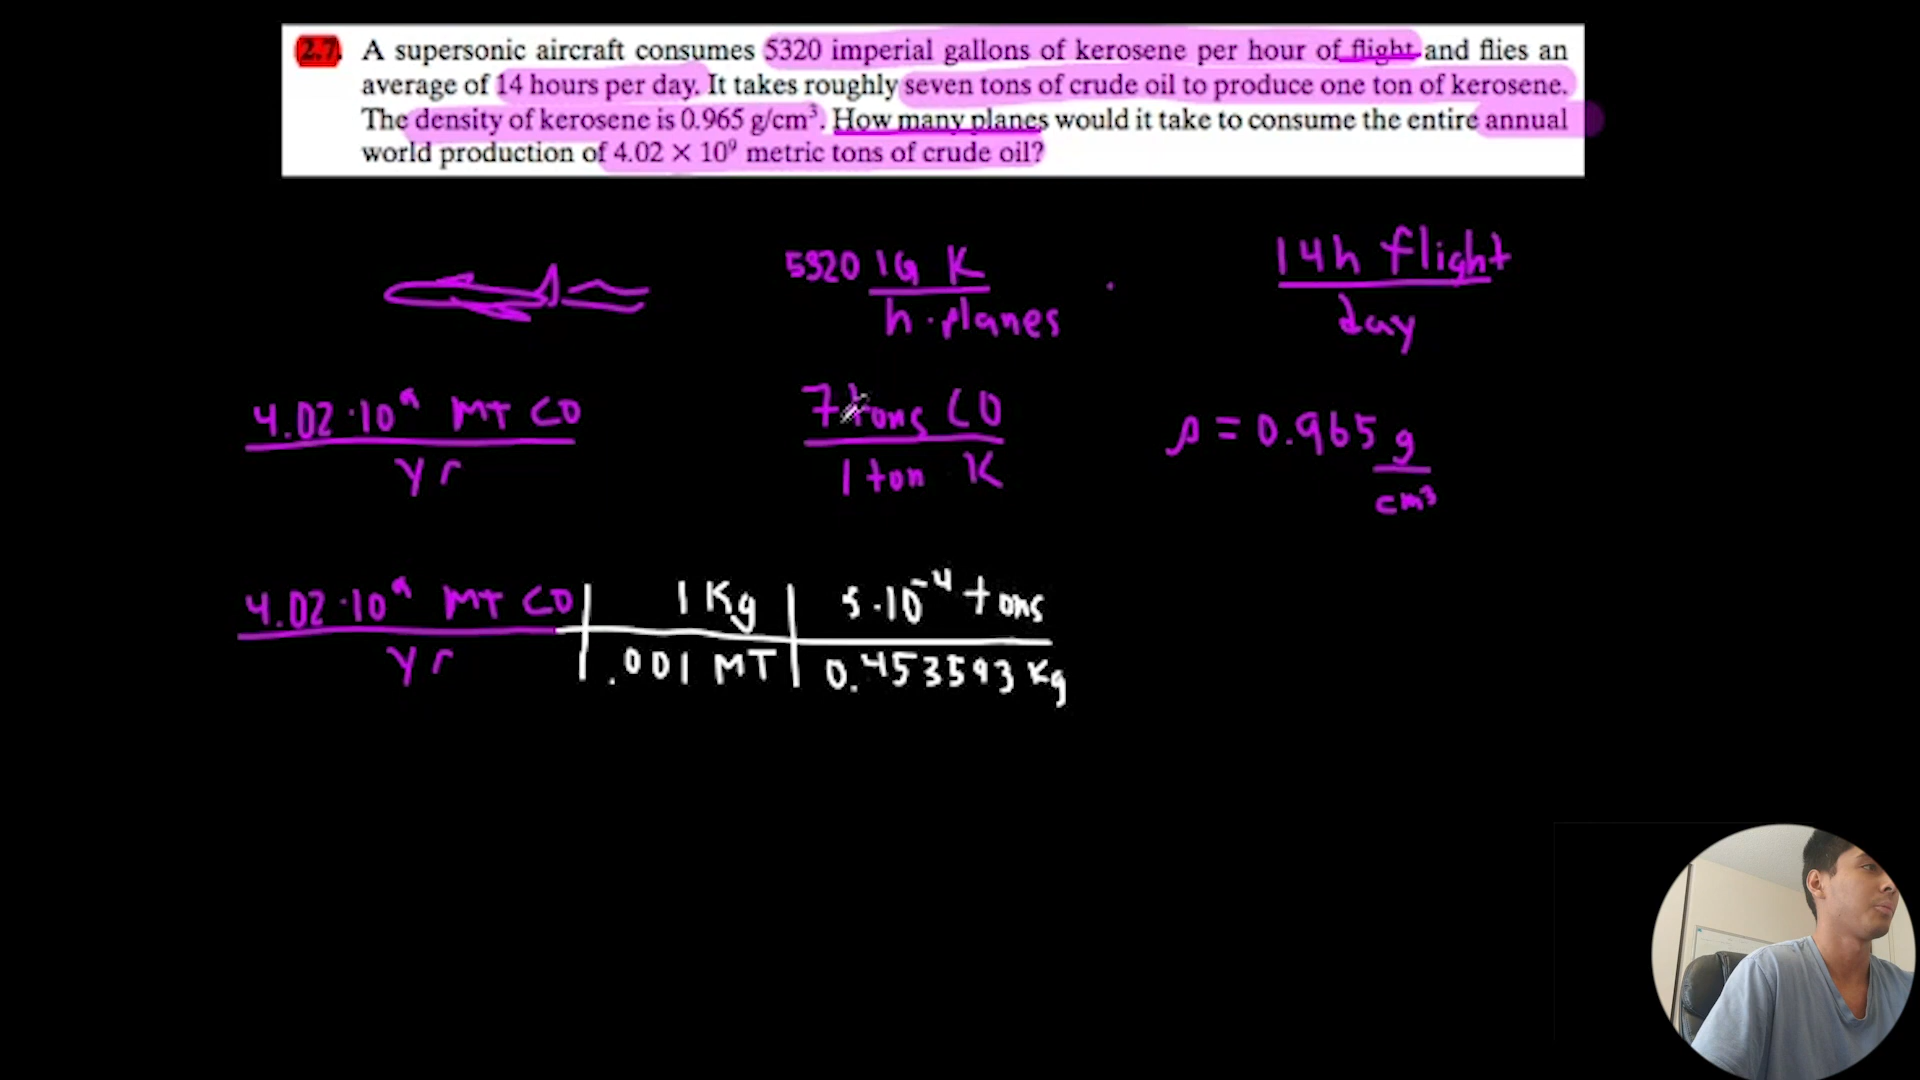 2.7. A supersonic aircraft consumes 5320 imperial gallons of kerosene per hour of flight and flies an
average of 14 hours per day. It takes roughly seven tons of crude oil to produce one ton of kerosene.
The density of kerosene is 0.965 g/cm³. How many planes would it take to consume the entire annual
world production of 4.02 × 10⁹ metric tons of crude oil?
5320 IG K
h·planes
·
14h flight
day
4.02·10⁹ MT CO
yr
7 tons CO
1 ton K
ρ = 0.965 g
cm³
4.02·10⁹ MT CO | 1 Kg | 5·10⁻⁴ tons
yr | .001 MT | 0.453593 Kg